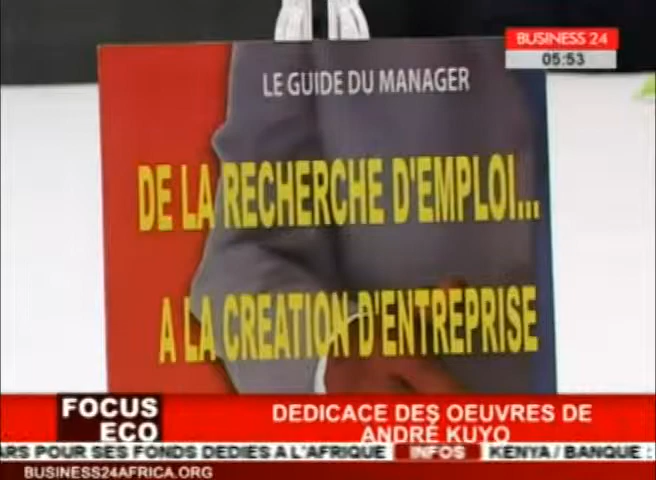 BUSINESS 24
05:53
LE GUIDE DU MANAGER
DE LA RECHERCHE D'EMPLOI...
A LA CREATION D'ENTREPRISE
FOCUS ECO
DEDICACE DES OEUVRES DE
ANDRÉ KUYO
ARS POUR SES FONDS DEDIES A L'AFRIQUE INFOS KENYA/ BANQUE :
BUSINESS24AFRICA.ORG